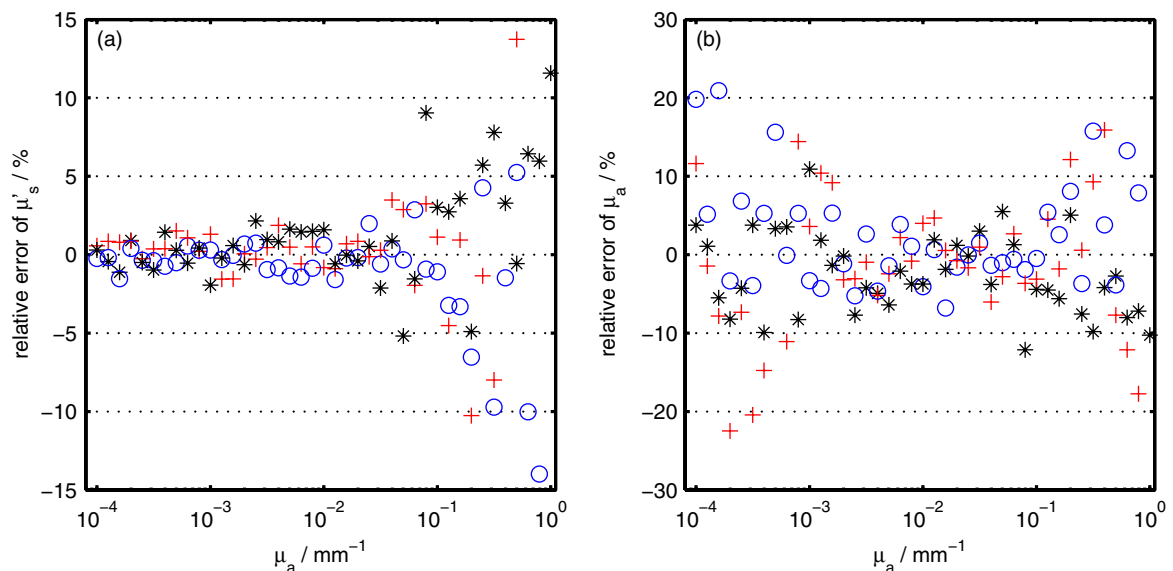 (a)
relative error of μ's / %
15
10
5
0
−5
−10
−15
10⁻⁴ 10⁻³ 10⁻² 10⁻¹ 10⁰
μa / mm⁻¹
(b)
relative error of μa / %
30
20
10
0
−10
−20
−30
10⁻⁴ 10⁻³ 10⁻² 10⁻¹ 10⁰
μa / mm⁻¹